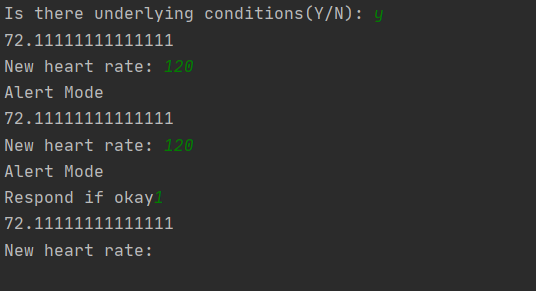 Is there underlying conditions(Y/N): y
72.11111111111111
New heart rate: 120
Alert Mode
72.11111111111111
New heart rate: 120
Alert Mode
Respond if okay1
72.11111111111111
New heart rate: